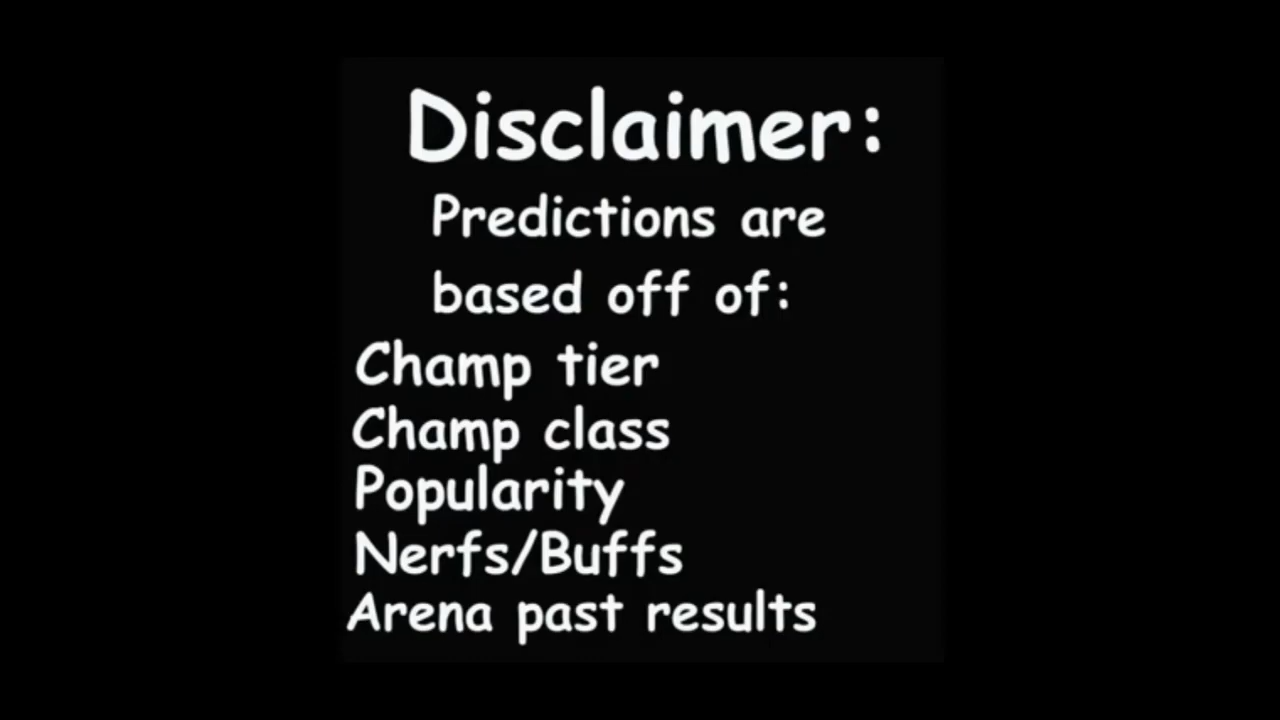 Disclaimer:
Predictions are
based off of:
Champ tier
Champ class
Popularity
Nerfs/Buffs
Arena past results